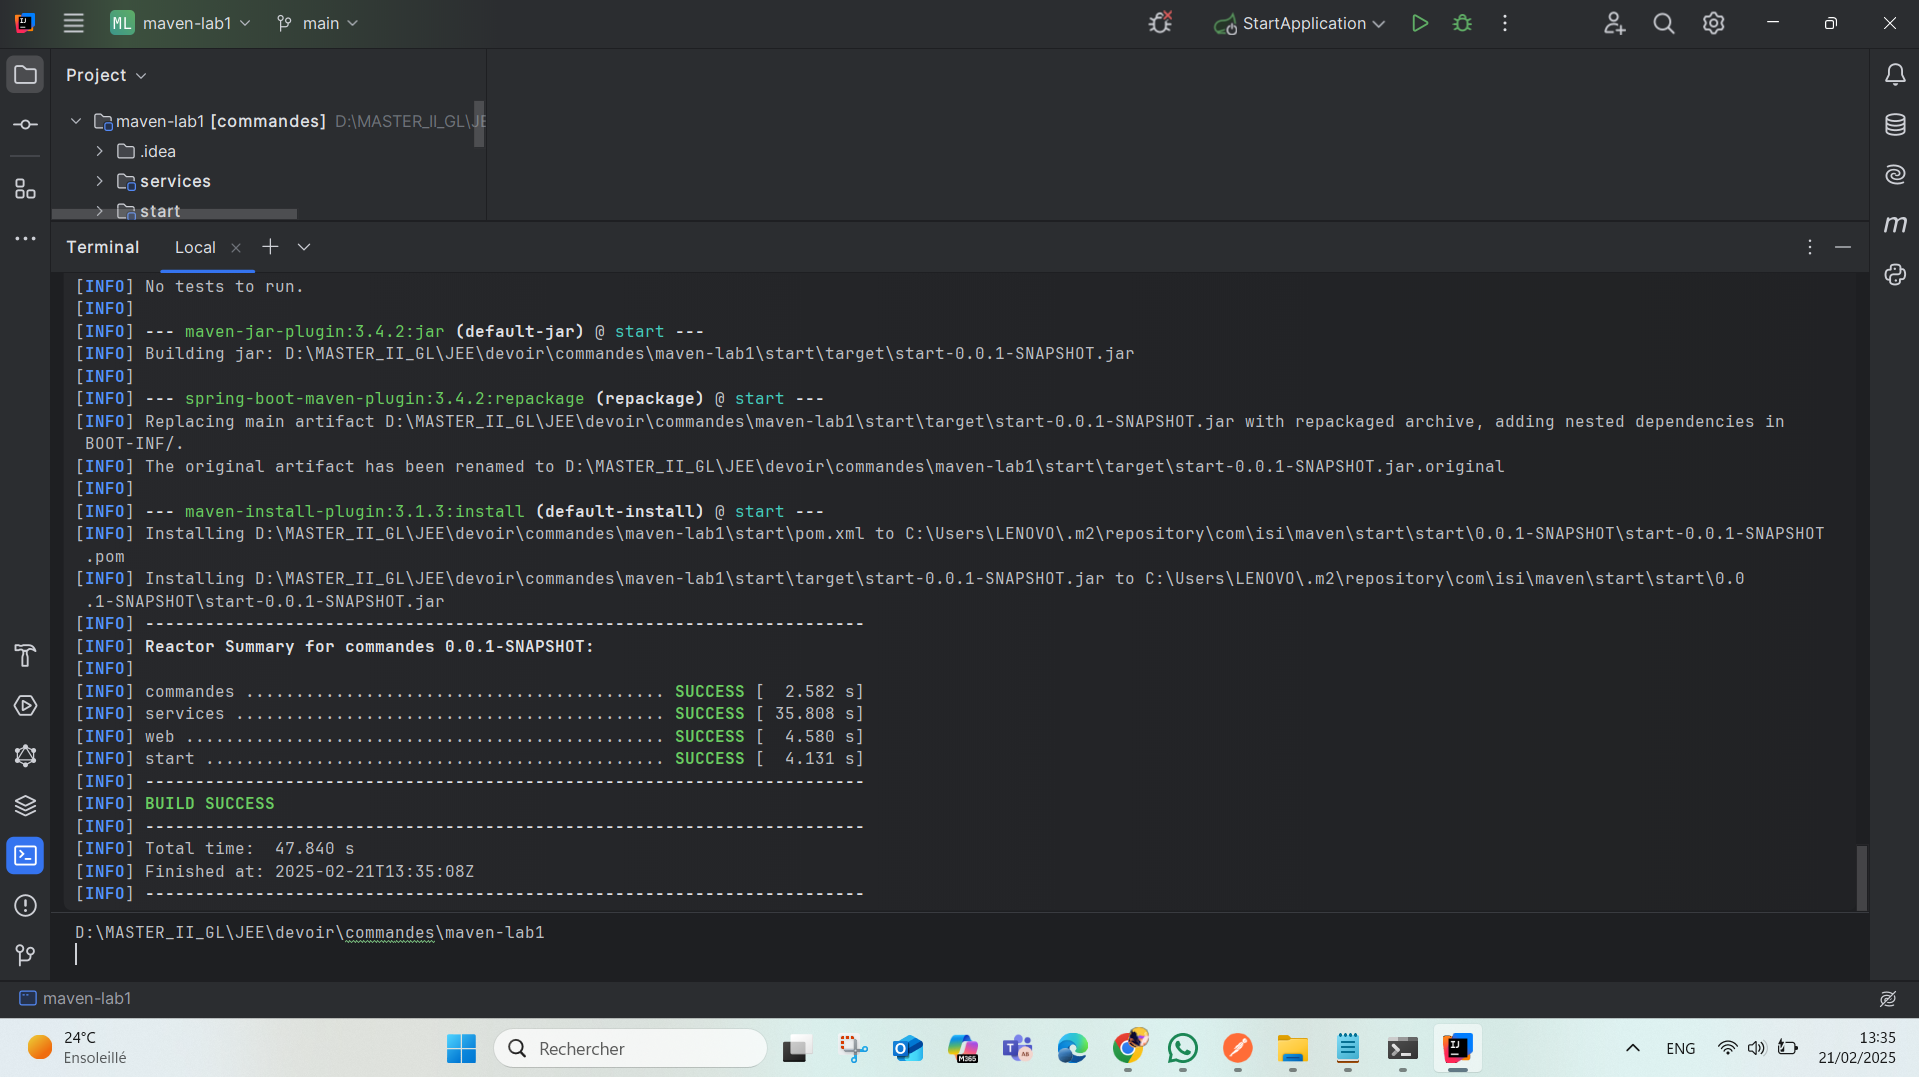 ML maven-lab1 main StartApplication
Project
maven-lab1 [commandes] D:\MASTER_II_GL\JE
.idea
services
start
Terminal Local
[INFO] No tests to run.
[INFO]
[INFO] --- maven-jar-plugin:3.4.2:jar (default-jar) @ start ---
[INFO] Building jar: D:\MASTER_II_GL\JEE\devoir\commandes\maven-lab1\start\target\start-0.0.1-SNAPSHOT.jar
[INFO]
[INFO] --- spring-boot-maven-plugin:3.4.2:repackage (repackage) @ start ---
[INFO] Replacing main artifact D:\MASTER_II_GL\JEE\devoir\commandes\maven-lab1\start\target\start-0.0.1-SNAPSHOT.jar with repackaged archive, adding nested dependencies in
BOOT-INF/.
[INFO] The original artifact has been renamed to D:\MASTER_II_GL\JEE\devoir\commandes\maven-lab1\start\target\start-0.0.1-SNAPSHOT.jar.original
[INFO]
[INFO] --- maven-install-plugin:3.1.3:install (default-install) @ start ---
[INFO] Installing D:\MASTER_II_GL\JEE\devoir\commandes\maven-lab1\start\pom.xml to C:\Users\LENOVO\.m2\repository\com\isi\maven\start\start\0.0.1-SNAPSHOT\start-0.0.1-SNAPSHOT
.pom
[INFO] Installing D:\MASTER_II_GL\JEE\devoir\commandes\maven-lab1\start\target\start-0.0.1-SNAPSHOT.jar to C:\Users\LENOVO\.m2\repository\com\isi\maven\start\start\0.0
.1-SNAPSHOT\start-0.0.1-SNAPSHOT.jar
[INFO] ------------------------------------------------------------------------
[INFO] Reactor Summary for commandes 0.0.1-SNAPSHOT:
[INFO]
[INFO] commandes .......................................... SUCCESS [  2.582 s]
[INFO] services ........................................... SUCCESS [ 35.808 s]
[INFO] web ................................................ SUCCESS [  4.580 s]
[INFO] start .............................................. SUCCESS [  4.131 s]
[INFO] ------------------------------------------------------------------------
[INFO] BUILD SUCCESS
[INFO] ------------------------------------------------------------------------
[INFO] Total time:  47.840 s
[INFO] Finished at: 2025-02-21T13:35:08Z
[INFO] ------------------------------------------------------------------------
D:\MASTER_II_GL\JEE\devoir\commandes\maven-lab1
maven-lab1
24°C
Ensoleillé
Rechercher
M365
ENG
13:35
21/02/2025